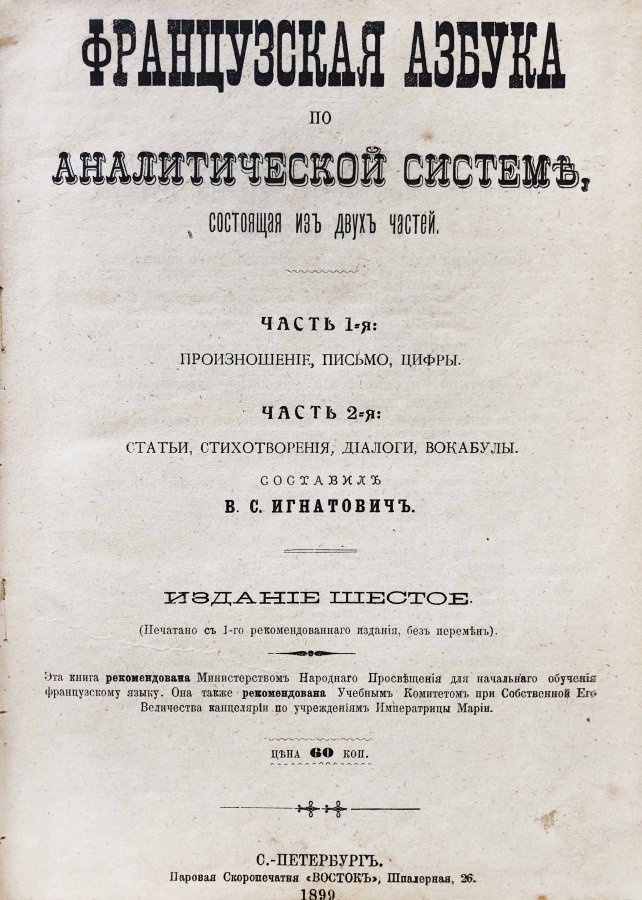 ФРАНЦУЗСКАЯ АЗБУКА
ПО
АНАЛИТИЧЕСКОЙ СИСТЕМѢ,
состоящая изъ двухъ частей.
ЧАСТЬ 1-я:
ПРОИЗНОШЕНІЕ, ПИСЬМО, ЦИФРЫ.
ЧАСТЬ 2-я:
СТАТЬИ, СТИХОТВОРЕНІЯ, ДІАЛОГИ, ВОКАБУЛЫ.
СОСТАВИЛЪ
В. С. ИГНАТОВИЧЪ.
ИЗДАНІЕ ШЕСТОЕ.
(Печатано съ 1-го рекомендованнаго изданія, безъ перемѣнъ).
Эта книга рекомендована Министерствомъ Народнаго Просвѣщенія для начальнаго обученія
французскому языку. Она также рекомендована Учебнымъ Комитетомъ при Собственной Его
Величества канцеляріи по учрежденіямъ Императрицы Маріи.
ЦѢНА 60 КОП.
С.-ПЕТЕРБУРГЪ.
Паровая Скоропечатня «ВОСТОКЪ», Шпалерная, 26.
1899